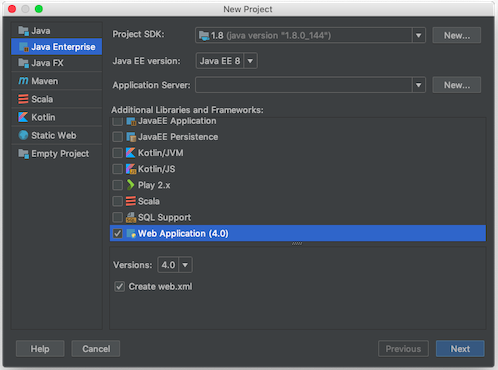 New Project
Java
Java Enterprise
Java FX
Maven
Scala
Kotlin
Static Web
Empty Project
Project SDK: 1.8 (java version "1.8.0_144") New...
Java EE version: Java EE 8
Application Server: New...
Additional Libraries and Frameworks:
JavaEE Application
JavaEE Persistence
Kotlin/JVM
Kotlin/JS
Play 2.x
Scala
SQL Support
Web Application (4.0)
Versions: 4.0
Create web.xml
Help Cancel Previous Next